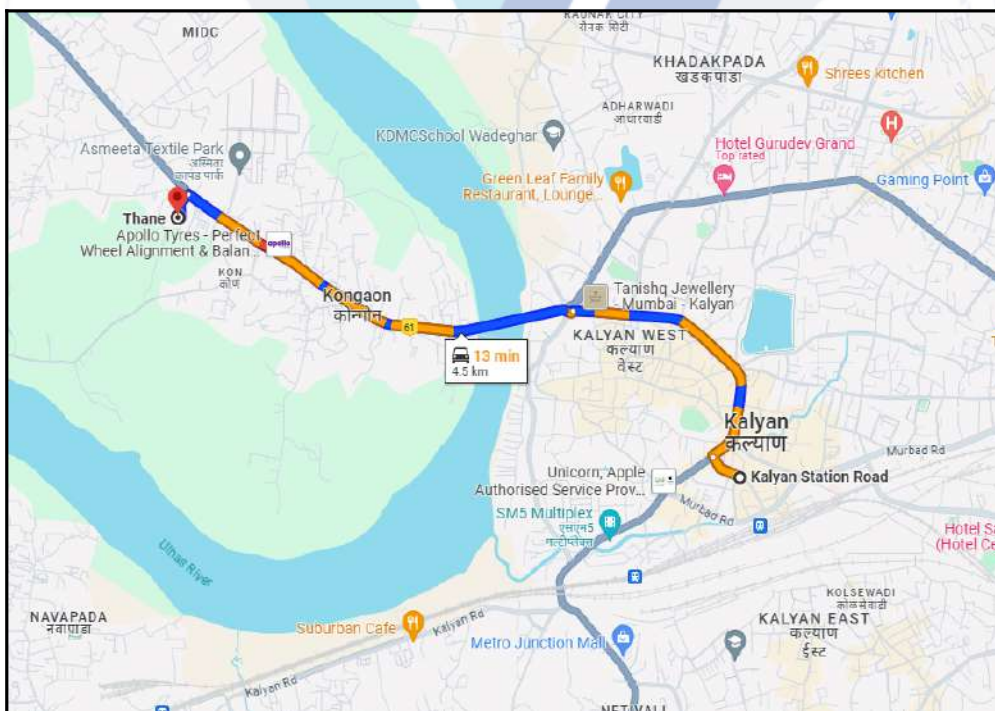 MIDC
RAUNAK CITY
रौनक सिटी
KHADAKPADA
खडकपाडा
Shrees kitchen
ADHARWADI
आधारवाडी
KDMCSchool Wadeghar
H
Asmeeta Textile Park
अस्मिता
कापड पार्क
Hotel Gurudev Grand
Top rated
Green Leaf Family
Restaurant, Lounge...
Gaming Point
Thane
Apollo Tyres - Perfect
Wheel Alignment & Balan...
apollo
KON
कोण
Kongaon
कोनगाव
Tanishq Jewellery
- Mumbai - Kalyan
61
KALYAN WEST
कल्याण
वेस्ट
13 min
4.5 km
Kalyan
कल्याण
Murbad Rd
Unicorn, Apple
Authorised Service Prov...
Kalyan Station Road
Murbad Rd
SM5 Multiplex
एसएम5
मल्टीप्लेक्स
Hotel Sa
(Hotel Ce
Ulhas River
NAVAPADA
नवापाडा
Suburban Cafe
Kalyan Rd
KOLSEWADI
कोळसेवाडी
KALYAN EAST
कल्याण
ईस्ट
Metro Junction Mall
Kalyan Rd
NETIVALI